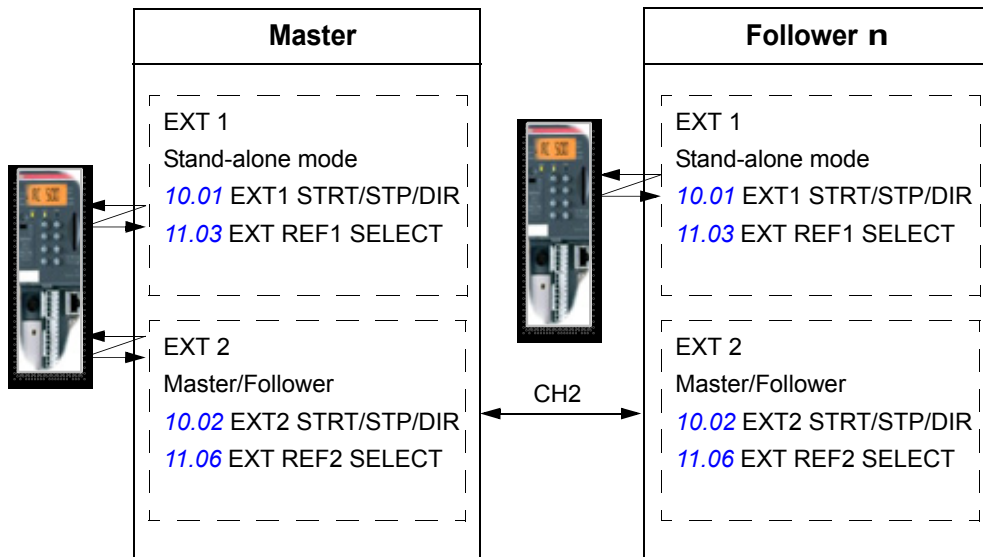 Master
EXT 1
Stand-alone mode
10.01 EXT1 STRT/STP/DIR
11.03 EXT REF1 SELECT
EXT 2
Master/Follower
10.02 EXT2 STRT/STP/DIR
11.06 EXT REF2 SELECT
CH2
Follower n
EXT 1
Stand-alone mode
10.01 EXT1 STRT/STP/DIR
11.03 EXT REF1 SELECT
EXT 2
Master/Follower
10.02 EXT2 STRT/STP/DIR
11.06 EXT REF2 SELECT